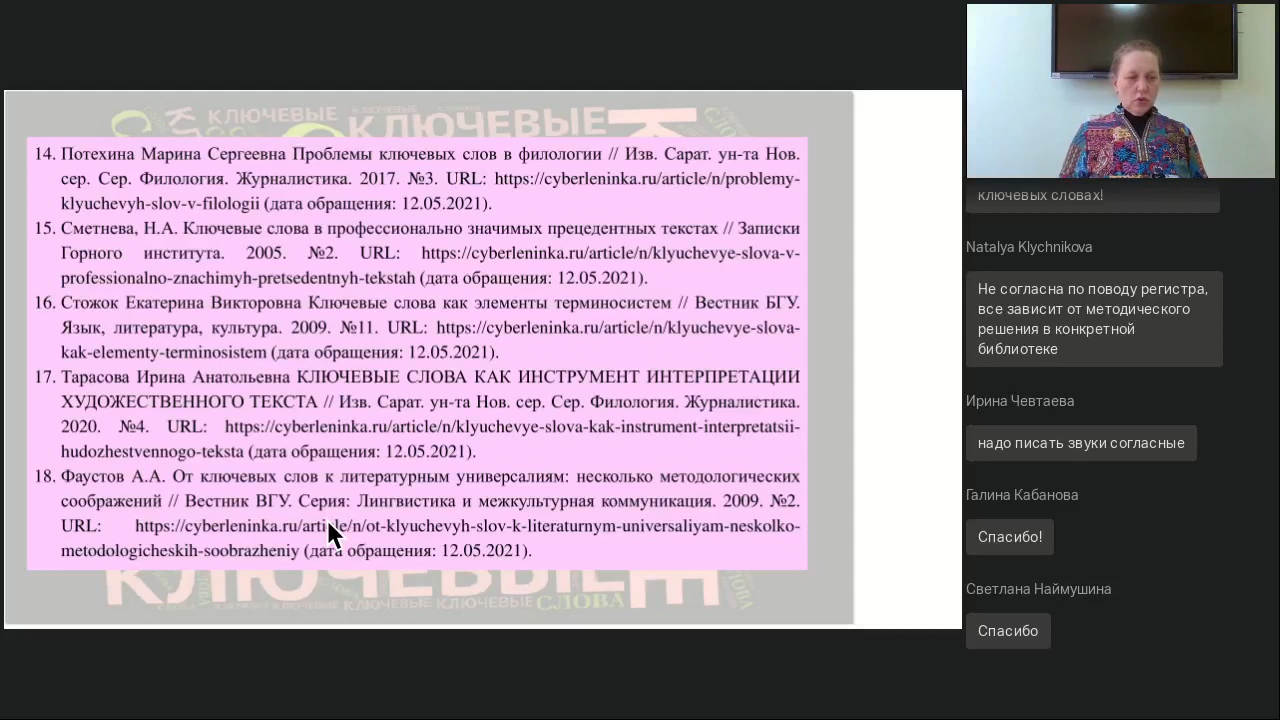 КЛЮЧЕВЫЕ
КЛЮЧЕВЫЕ
14. Потехина Марина Сергеевна Проблемы ключевых слов в филологии // Изв. Сарат. ун-та Нов.
сер. Сер. Филология. Журналистика. 2017. №3. URL: https://cyberleninka.ru/article/n/problemy-
klyuchevyh-slov-v-filologii (дата обращения: 12.05.2021).
15. Сметнева, Н.А. Ключевые слова в профессионально значимых прецедентных текстах // Записки
Горного института. 2005. №2. URL: https://cyberleninka.ru/article/n/klyuchevye-slova-v-
professionalno-znachimyh-pretsedentnyh-tekstah (дата обращения: 12.05.2021).
16. Стожок Екатерина Викторовна Ключевые слова как элементы терминосистем // Вестник БГУ.
Язык, литература, культура. 2009. №11. URL: https://cyberleninka.ru/article/n/klyuchevye-slova-
kak-elementy-terminosistem (дата обращения: 12.05.2021).
17. Тарасова Ирина Анатольевна КЛЮЧЕВЫЕ СЛОВА КАК ИНСТРУМЕНТ ИНТЕРПРЕТАЦИИ
ХУДОЖЕСТВЕННОГО ТЕКСТА // Изв. Сарат. ун-та Нов. сер. Сер. Филология. Журналистика.
2020. №4. URL: https://cyberleninka.ru/article/n/klyuchevye-slova-kak-instrument-interpretatsii-
hudozhestvennogo-teksta (дата обращения: 12.05.2021).
18. Фаустов А.А. От ключевых слов к литературным универсалиям: несколько методологических
соображений // Вестник ВГУ. Серия: Лингвистика и межкультурная коммуникация. 2009. №2.
URL: https://cyberleninka.ru/article/n/ot-klyuchevyh-slov-k-literaturnym-universaliyam-neskolko-
metodologicheskih-soobrazheniy (дата обращения: 12.05.2021).
КЛЮЧЕВЫЕ
КЛЮЧЕВЫЕ КЛЮЧЕВЫЕ СЛОВА
ключевых словах!
Natalya Klychnikova
Не согласна по поводу регистра,
все зависит от методического
решения в конкретной
библиотеке
Ирина Чевтаева
надо писать звуки согласные
Галина Кабанова
Спасибо!
Светлана Наймушина
Спасибо